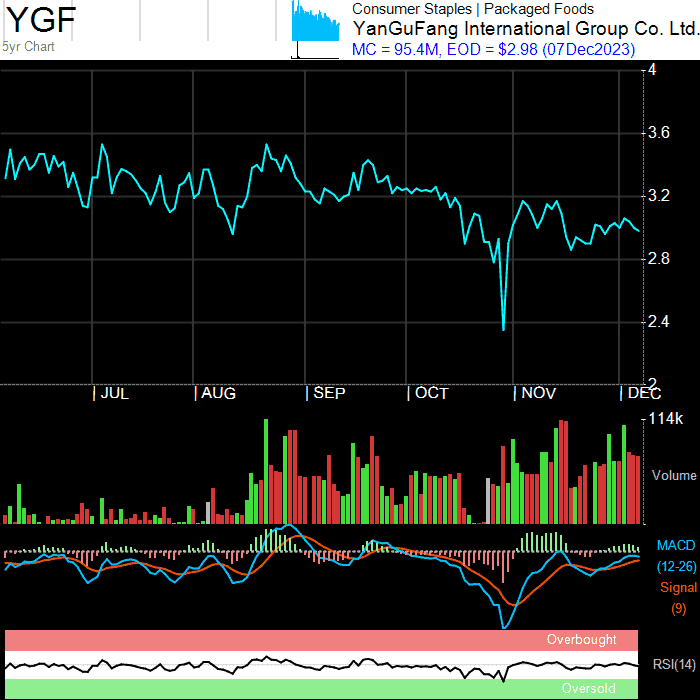 YGF
5yr Chart
Consumer Staples | Packaged Foods
YanGuFang International Group Co. Ltd.
MC = 95.4M, EOD = $2.98 (07Dec2023)
4
3.6
3.2
2.8
2.4
2
| JUL | AUG | SEP | OCT | NOV | DEC
114k
Volume
MACD
(12-26)
Signal
(9)
Overbought
RSI(14)
Oversold